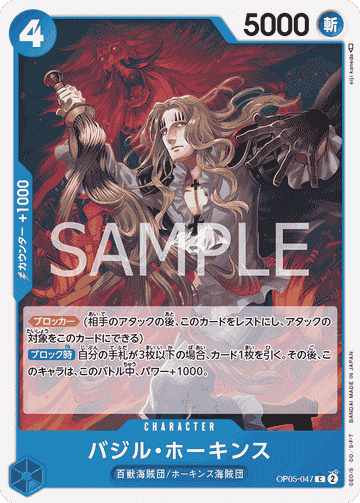 4
5000
斬
eiji kaneda
カウンター +1000
SAMPLE
ブロッカー (相手のアタックの後、このカードをレストにし、アタックの
対象をこのカードにできる)
ブロック時 自分の手札が3枚以下の場合、カード1枚を引く。その後、こ
のキャラは、このバトル中、パワー+1000。
CHARACTER
バジル・ホーキンス
百獣海賊団/ホーキンス海賊団
OP05-047 C 2
BANDAI MADE IN JAPAN